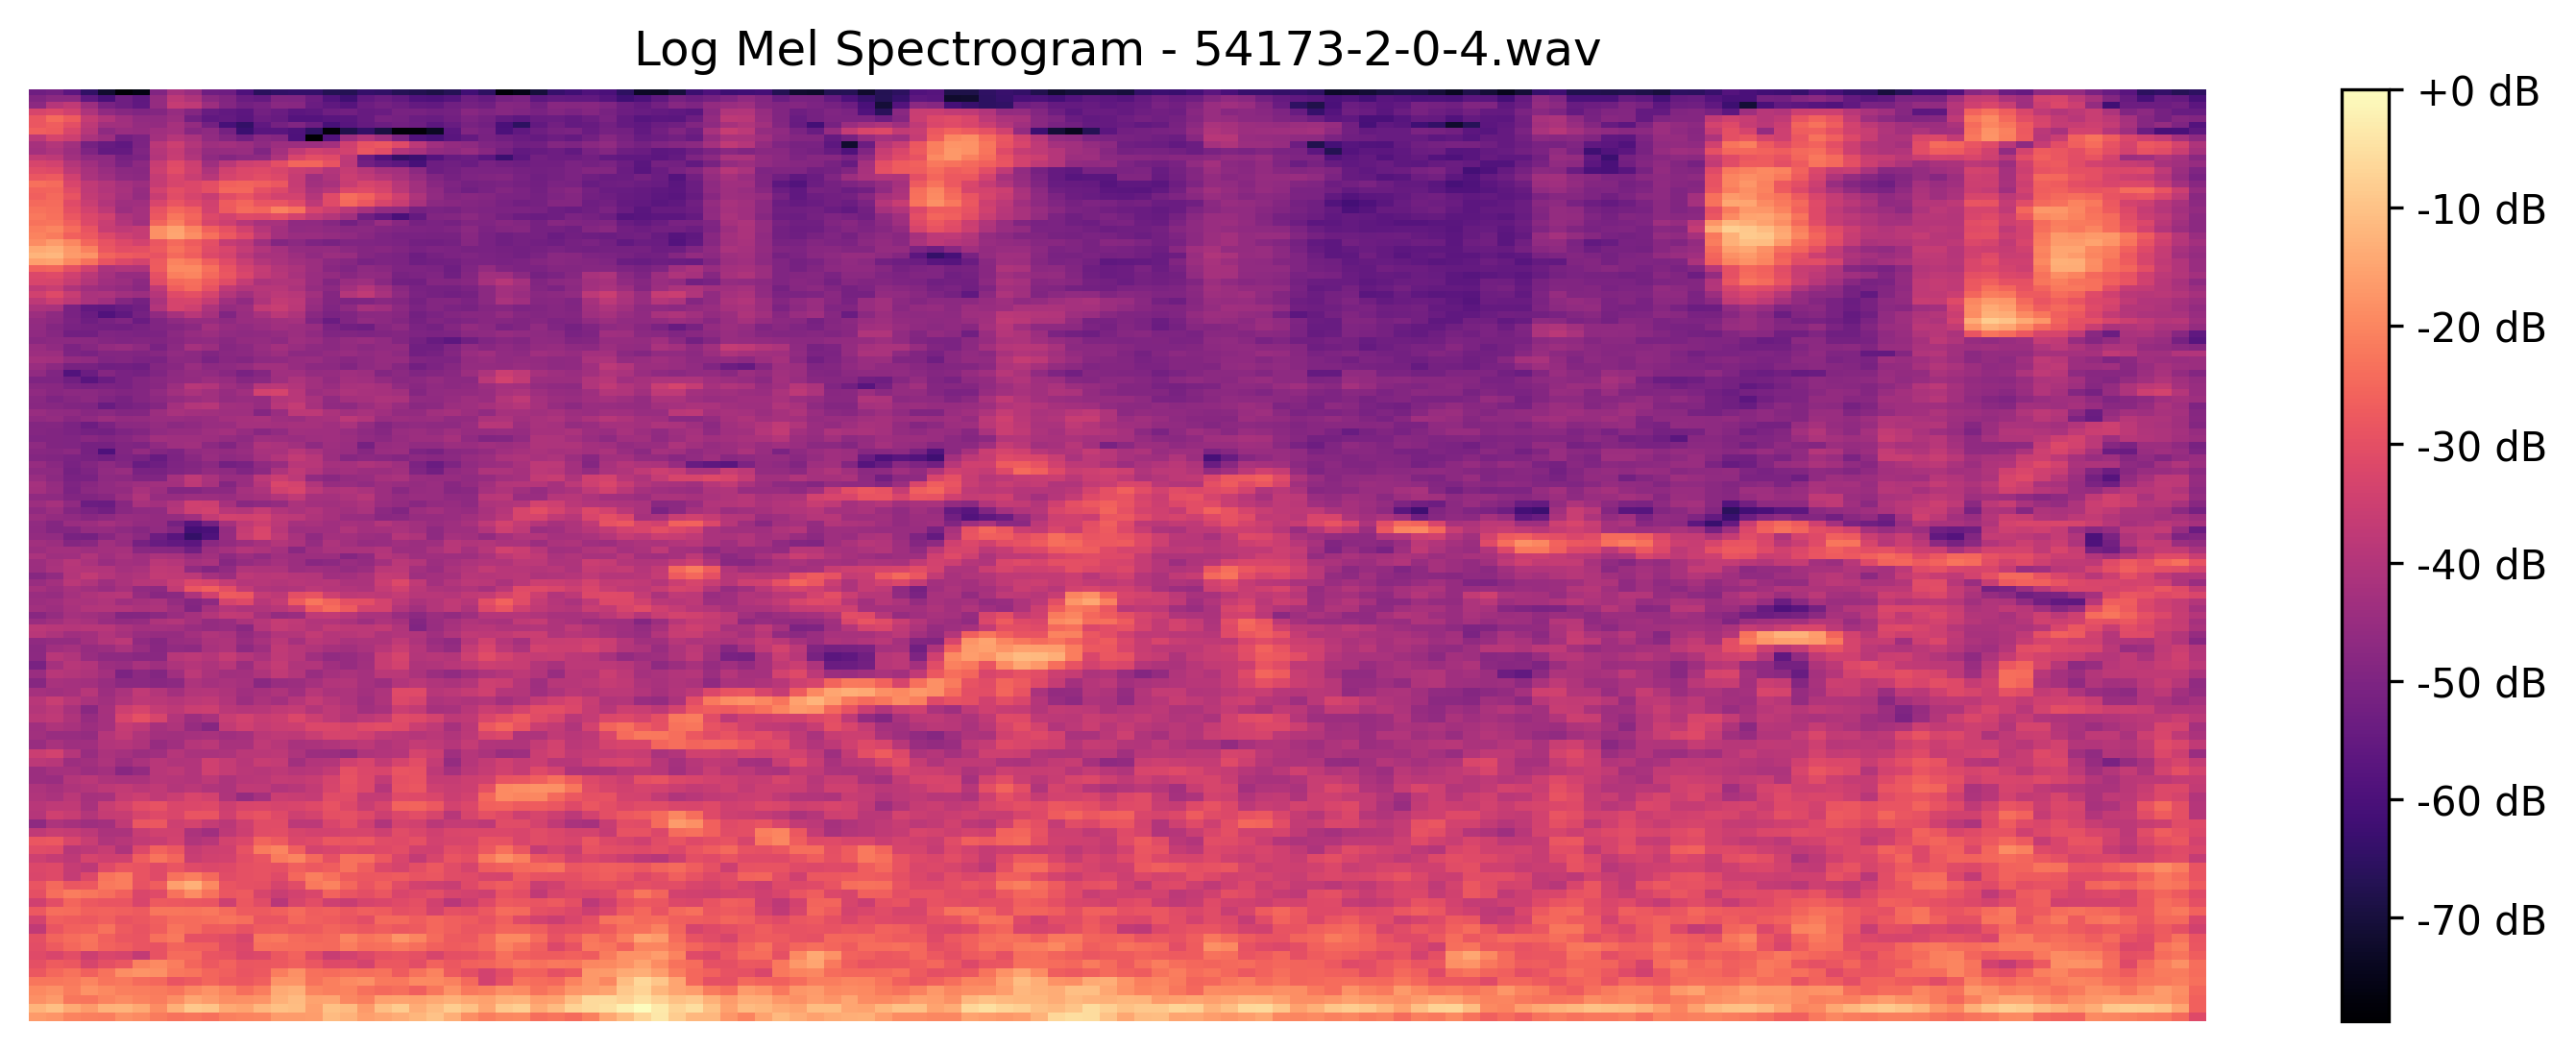 Log Mel Spectrogram - 54173-2-0-4.wav
+0 dB
-10 dB
-20 dB
-30 dB
-40 dB
-50 dB
-60 dB
-70 dB